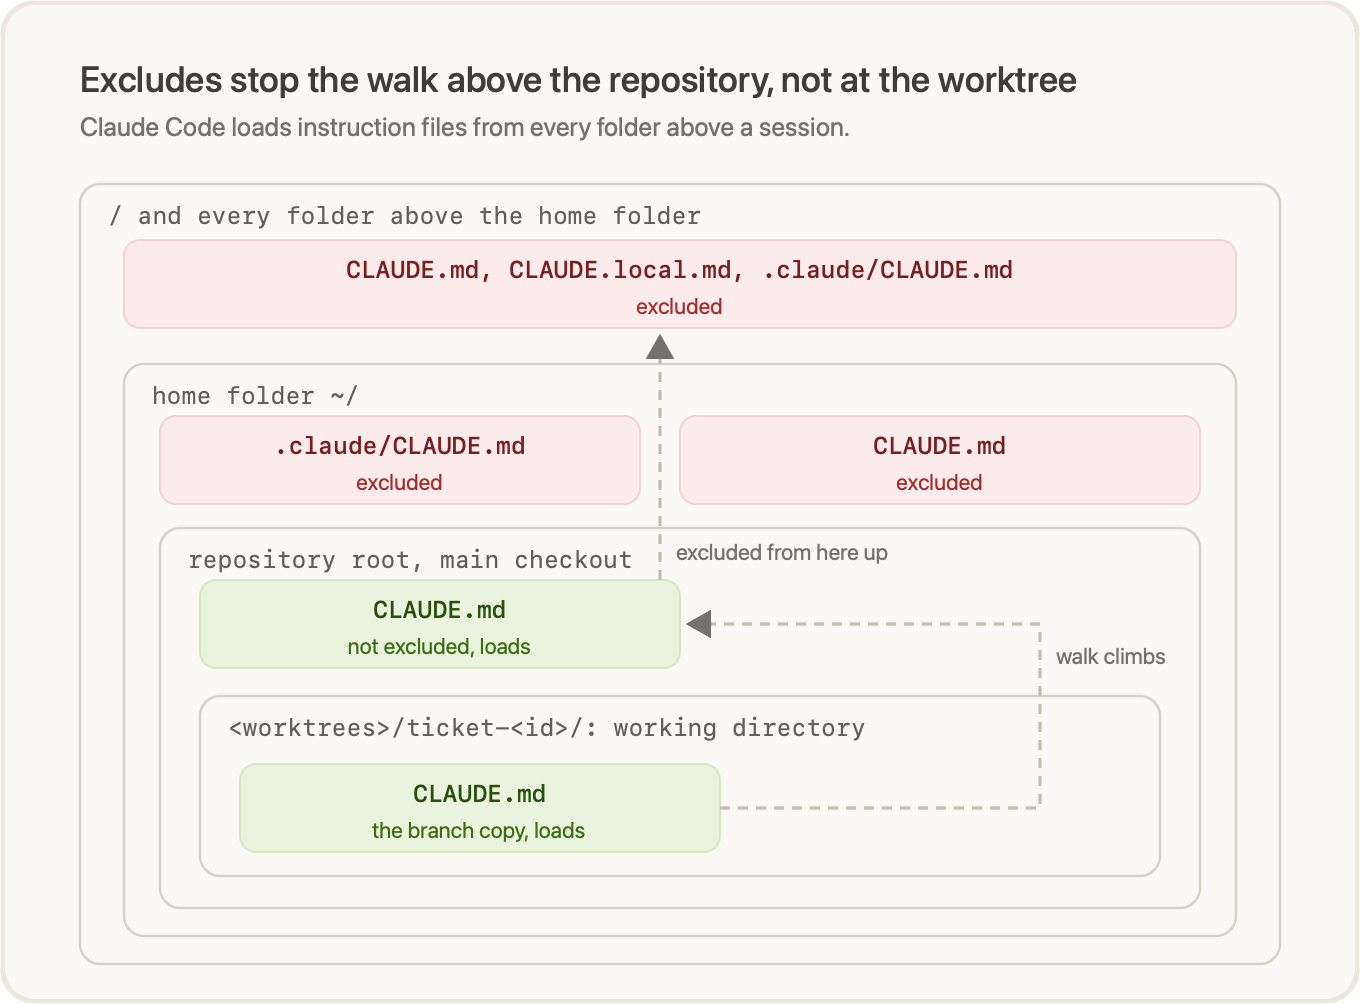 Excludes stop the walk above the repository, not at the worktree
Claude Code loads instruction files from every folder above a session.
/ and every folder above the home folder
CLAUDE.md, CLAUDE.local.md, .claude/CLAUDE.md
excluded
home folder ~/
.claude/CLAUDE.md
excluded
CLAUDE.md
excluded
repository root, main checkout
excluded from here up
CLAUDE.md
not excluded, loads
walk climbs
<worktrees>/ticket-<id>/: working directory
CLAUDE.md
the branch copy, loads